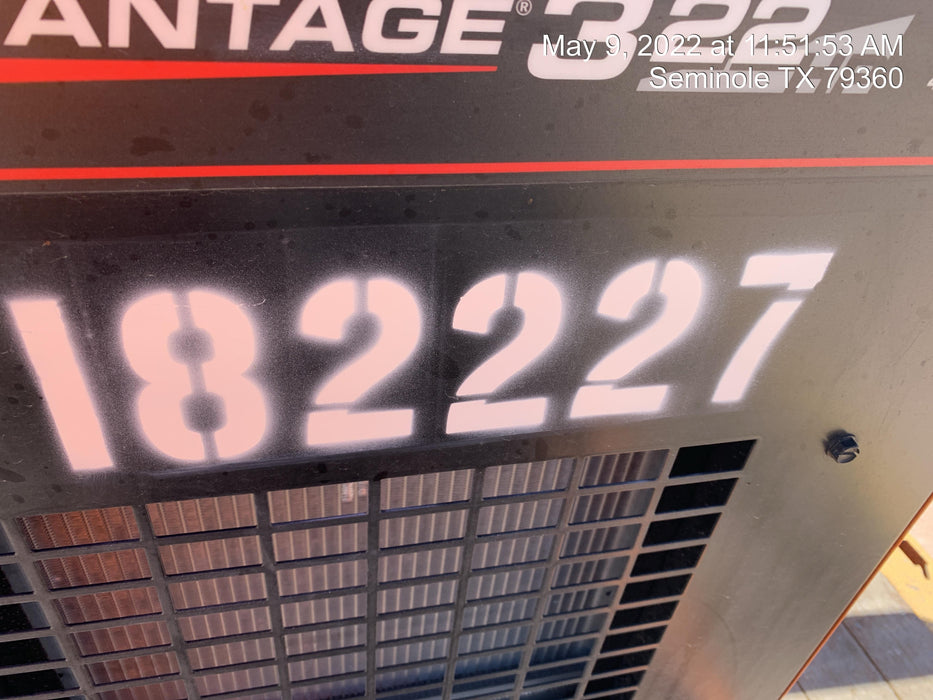 ANTAGE® 322
May 9, 2022 at 11:51:53 AM
Seminole TX 79360
182227